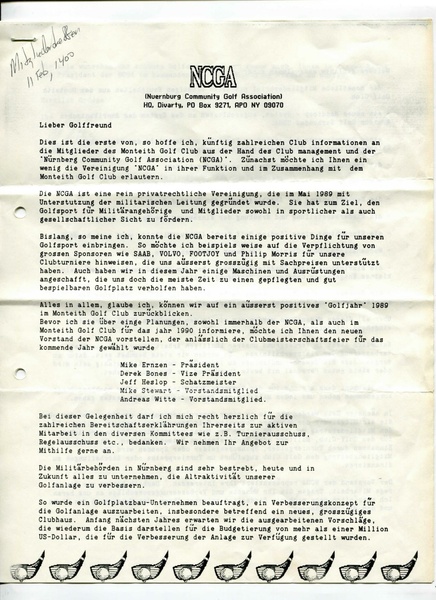 Mitgliedertreffen
11 Feb, 1400
NCGA
(Nuernburg Community Golf Association)
HQ, Divarty, PO Box 9271, APO NY 09070
Lieber Golffreund
Dies ist die erste von, so hoffe ich, künftig zahlreichen Club informationen an
die Mitglieder des Monteith Golf Club aus der Hand des Club management und der
"Nürnberg Community Golf Association (NCGA)". Zunächst möchte ich Ihnen ein
wenig die Vereinigung "NCGA" in ihrer Funktion und im Zusammenhang mit dem
Monteith Golf Club erlautern.
Die NCGA ist eine rein privatrechtliche Vereinigung, die im Mai 1989 mit
Unterstutzung der militarischen Leitung gegründet wurde. Sie hat zum Ziel, den
Golfsport für Militärangehörige und Mitglieder sowohl in sportlicher als auch
gesellschaftlicher Sicht zu fördern.
Bislang, so meine ich, konnte die NCGA bereits einige positive Dinge für unseren
Golfsport einbringen. So möchte ich beispiels weise auf die Verpflichtung von
grossen Sponsoren wie SAAB, VOLVO, FOOTJOY und Philip Morris für unsere
Clubturniere hinweisen, die uns äusserst grosszügig mit Sachpreisen unterstützt
haben. Auch haben wir in diesem Jahr einige Maschinen und Ausrüstungen
angeschafft, die uns doch die meiste Zeit zu einen gepflegten und gut
bespielbaren Golfplatz verholfen haben.
Alles in allem, glaube ich, können wir auf ein äusserst positives "Golfjahr" 1989
im Monteith Golf Club zurückblicken.
Bevor ich sie über einge Planungen, sowohl immerhalb der NCGA, als auch im
Monteith Golf Club für das jahr 1990 informiere, möchte ich Ihnen den neuen
Vorstand der NCGA vorstellen, der anlässlich der Clubmeisterschaftsfeier für das
kommende Jahr gewählt wurde
Mike Ernzen - Präsident
Derek Bones - Vize Präsident
Jeff Heslop - Schatzmeister
Mike Stewart - Vorstandsmitglied
Andreas Witte - Vorstandsmitglied.
Bei dieser Gelegenheit darf ich mich recht herzlich für die
zahlreichen Bereitschaftserklährungen Ihrerseits zur aktiven
Mitarbeit in den diversen Kommittees wie z.B. Turnierausschuss,
Regelausschuss etc., bedanken. Wir nehmen Ihr Angebot zur
Mithilfe gerne an.
Die Militärbehörden in Nürnberg sind sehr bestrebt, heute und in
Zukunft alles zu unternehmen, die Altraktivität unserer
Golfanlage zu verbessern.
So wurde ein Golfplatzbau-Unternehmen beauftragt, ein Verbesserungskonzept für
die Golfanlage auszuarbeiten, insbesondere betreffend ein neues, grosszügiges
Clubhaus. Anfang nächsten Jahres erwarten wir die ausgearbeiten Vorschläge,
die wiederum die Basis darstellen für die Budgetierung von mehr als einer Million
US-Dollar, die für die Verbesserung der Anlage zur Verfügung gestellt wurden.